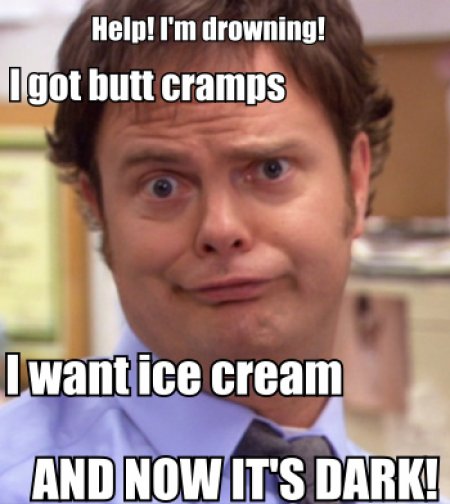 Help! I'm drowning!
I got butt cramps
I want ice cream
AND NOW IT'S DARK!